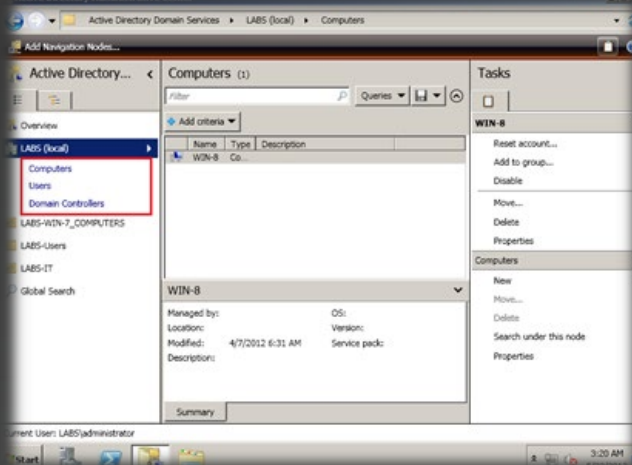 Active Directory Domain Services ▸ LABS (local) ▸ Computers
Add Navigation Nodes...
Active Directory...
Overview
LABS (local)
Computers
Users
Domain Controllers
LABS-WIN-7_COMPUTERS
LABS-Users
LABS-IT
Global Search
Computers (1)
Filter
Queries
Add criteria
Name Type Description
WIN-8 Co...
WIN-8
Managed by:
OS:
Location:
Version:
Modified: 4/7/2012 6:31 AM
Service pack:
Description:
Summary
Tasks
WIN-8
Reset account...
Add to group...
Disable
Move...
Delete
Properties
Computers
New
Move...
Delete
Search under this node
Properties
Current User: LABS\administrator
Start
3:20 AM